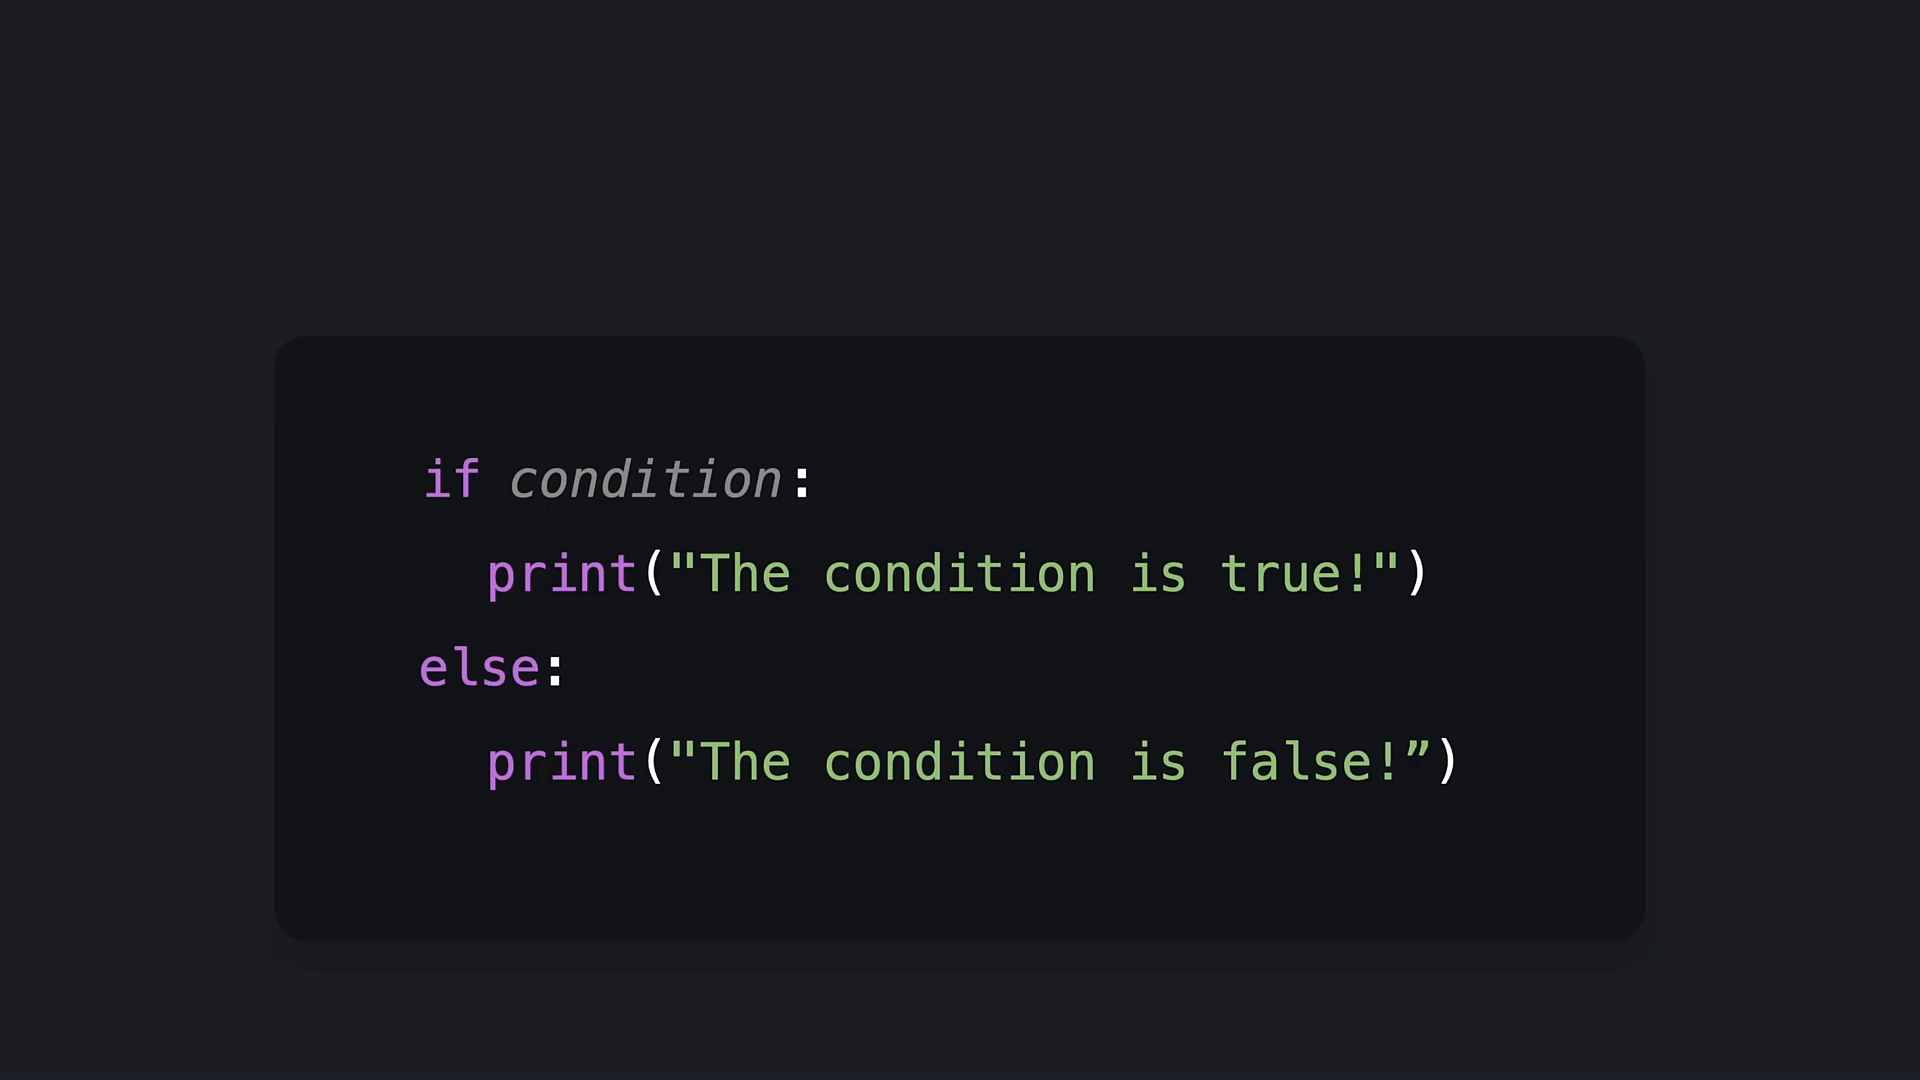 if condition:
  print("The condition is true!")
else:
  print("The condition is false!”)